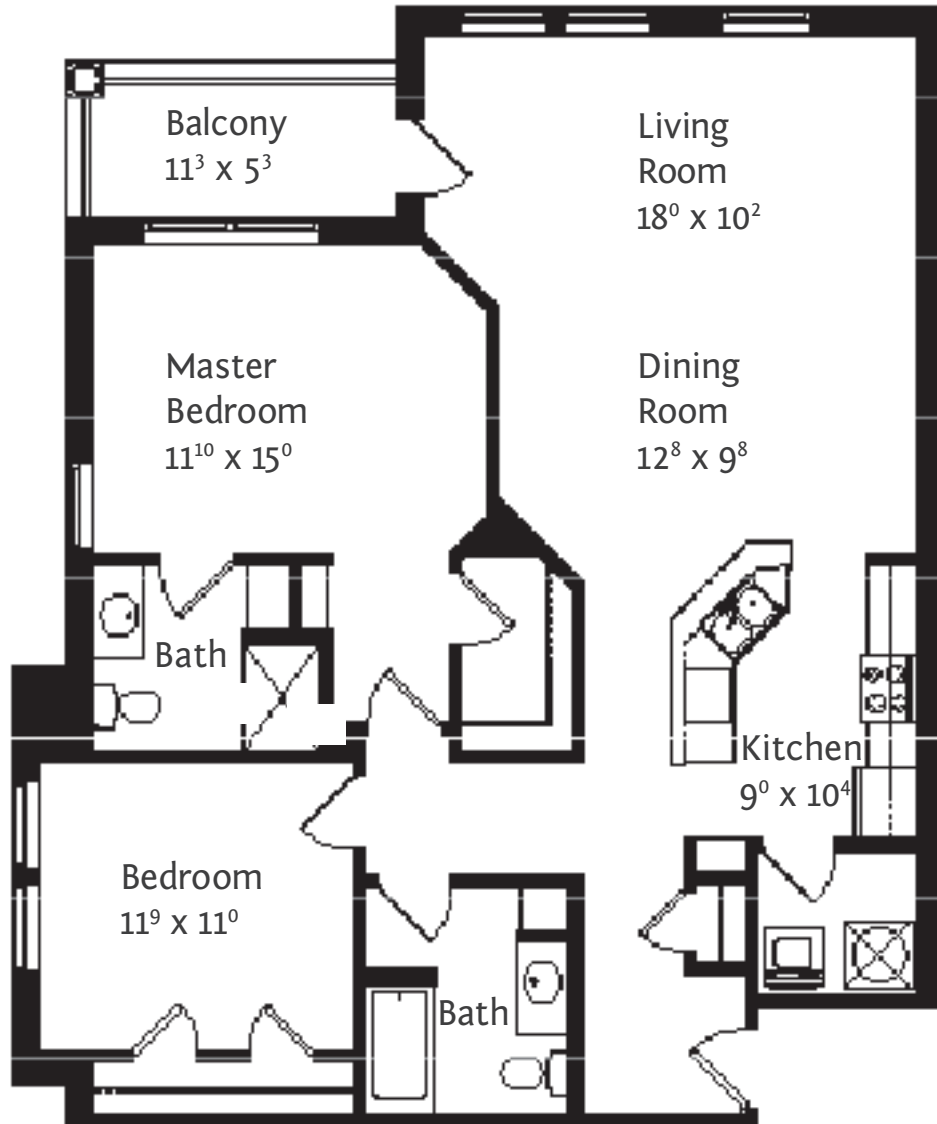 Balcony
11³ x 5³
Living
Room
18⁰ x 10²
Master
Bedroom
11¹⁰ x 15⁰
Dining
Room
12⁸ x 9⁸
Bath
Kitchen
9⁰ x 10⁴
Bedroom
11⁹ x 11⁰
Bath